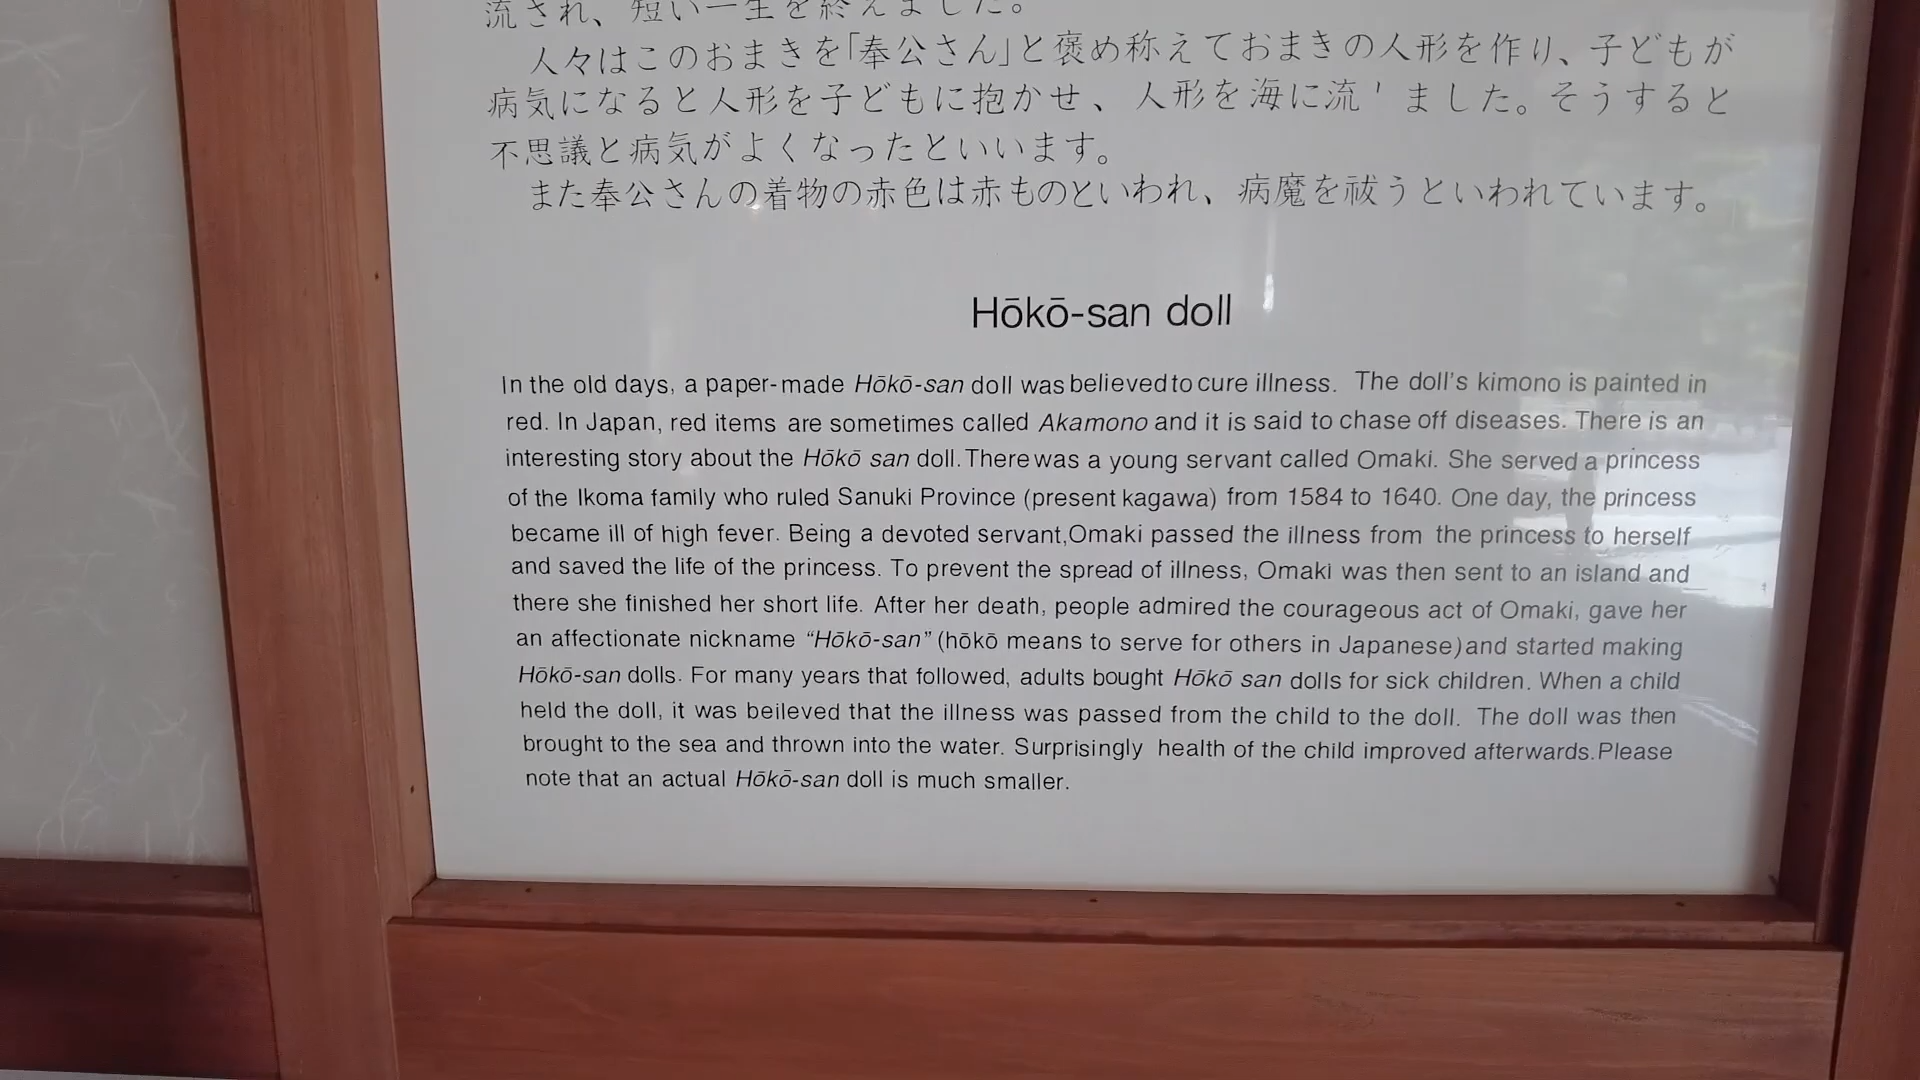 流され、短い一生を終えました。
人々はこのおまきを「奉公さん」と褒め称えておまきの人形を作り、子どもが
病気になると人形を子どもに抱かせ、人形を海に流 ました。そうすると
不思議と病気がよくなったといいます。
また奉公さんの着物の赤色は赤ものといわれ、病魔を祓うといわれています。
Hōkō-san doll
In the old days, a paper-made Hōkō-san doll was believed to cure illness. The doll's kimono is painted in
red. In Japan, red items are sometimes called Akamono and it is said to chase off diseases. There is an
interesting story about the Hōkō san doll. There was a young servant called Omaki. She served a princess
of the Ikoma family who ruled Sanuki Province (present kagawa) from 1584 to 1640. One day, the princess
became ill of high fever. Being a devoted servant,Omaki passed the illness from the princess to herself
and saved the life of the princess. To prevent the spread of illness, Omaki was then sent to an island and
there she finished her short life. After her death, people admired the courageous act of Omaki, gave her
an affectionate nickname “Hōkō-san” (hōkō means to serve for others in Japanese)and started making
Hōkō-san dolls. For many years that followed, adults bought Hōkō san dolls for sick children. When a child
held the doll, it was beileved that the illness was passed from the child to the doll. The doll was then
brought to the sea and thrown into the water. Surprisingly health of the child improved afterwards.Please
note that an actual Hōkō-san doll is much smaller.